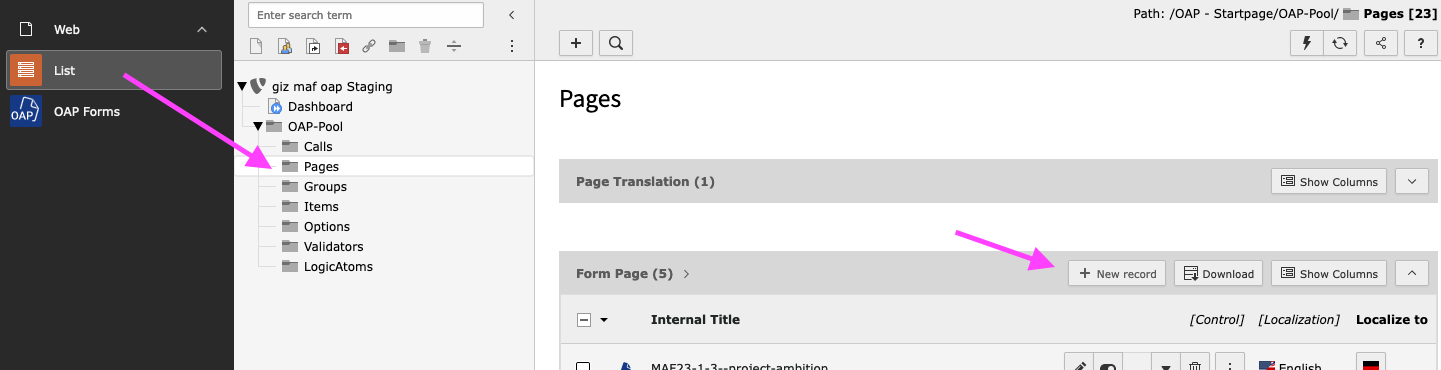 Web
List
OAP
OAP Forms
Enter search term
giz maf oap Staging
Dashboard
OAP-Pool
Calls
Pages
Groups
Items
Options
Validators
LogicAtoms
Path: /OAP - Startpage/OAP-Pool/ Pages [23]
Pages
Page Translation (1)
Show Columns
Form Page (5)
New record
Download
Show Columns
Internal Title
[Control]
[Localization]
Localize to
MAF23-1-3--project-ambition
English